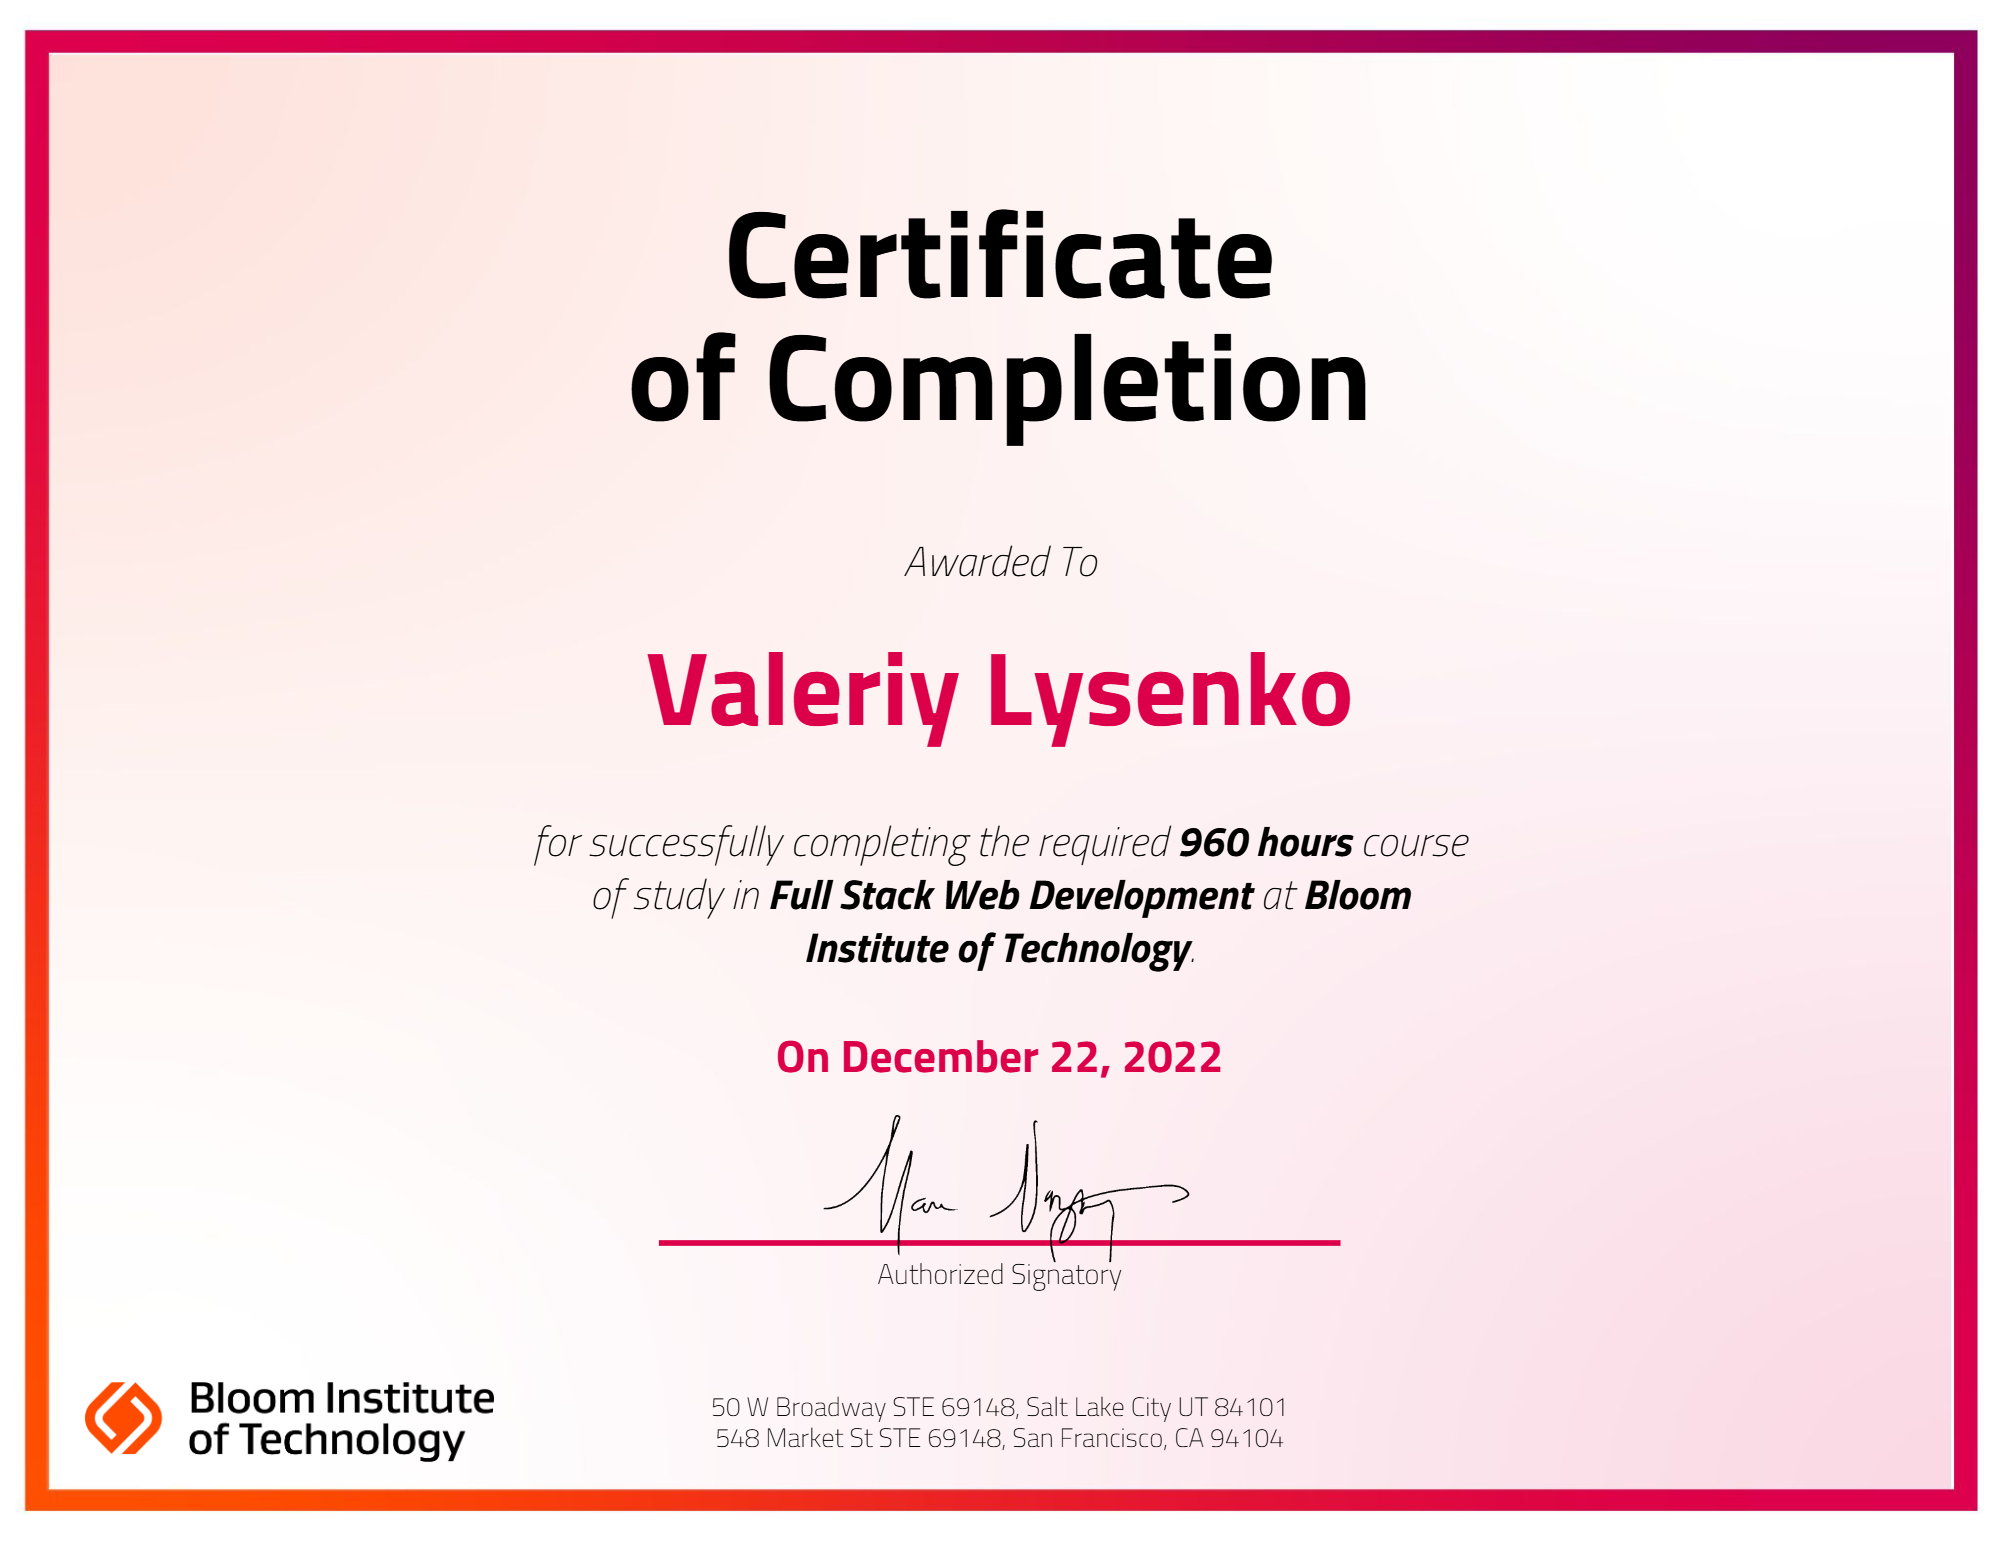 Certificate
of Completion
Awarded To
Valeriy Lysenko
for successfully completing the required 960 hours course
of study in Full Stack Web Development at Bloom
Institute of Technology.
On December 22, 2022
Authorized Signatory
Bloom Institute
of Technology
50 W Broadway STE 69148, Salt Lake City UT 84101
548 Market St STE 69148, San Francisco, CA 94104